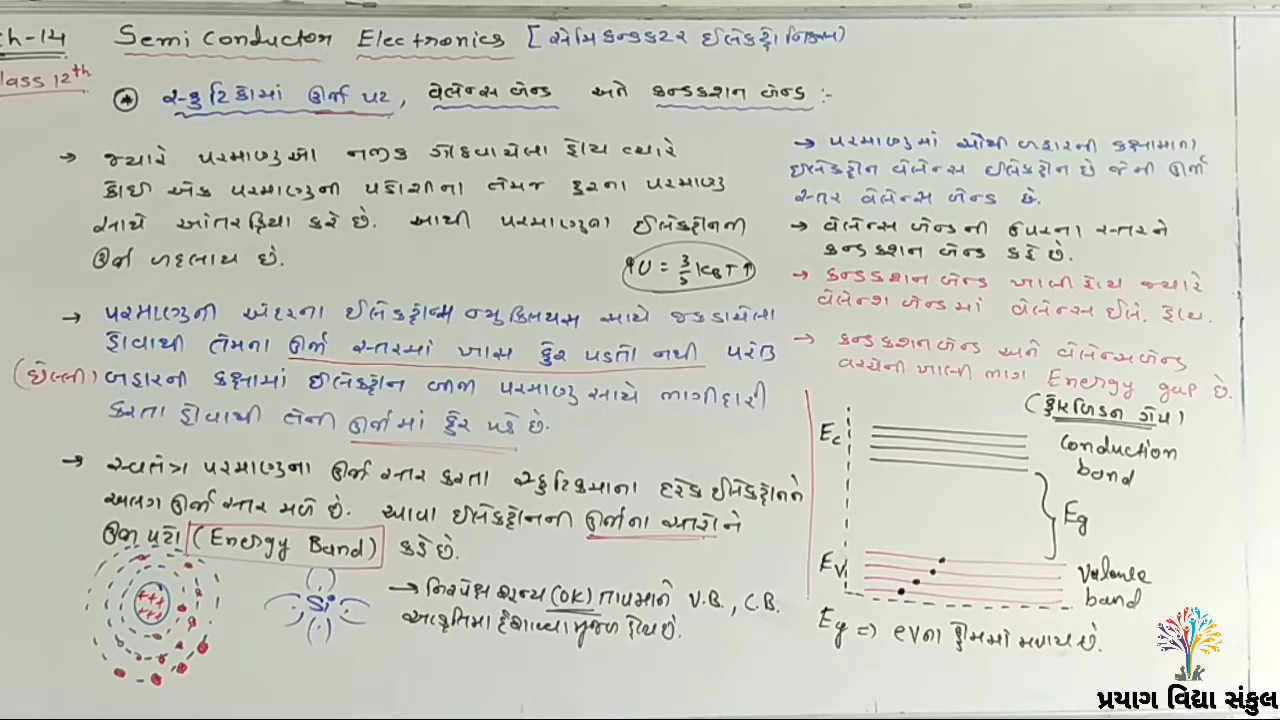 Ch-14 Semi Conductor Electronics [સેમિકન્ડક્ટર ઈલેક્ટ્રોનિક્સ)
Class 12th
* સ્ફટિકોમાં ઊર્જા પટ, વેલેન્સ બેન્ડ અને કન્ડક્શન બેન્ડ :-
→ જ્યારે પરમાણુઓ નજીક ગોઠવાયેલા હોય ત્યારે
કોઈ એક પરમાણુની પડોશીના તેમજ દુરના પરમાણુ
સાથે આંતરક્રિયા કરે છે. આથી પરમાણુના ઈલેક્ટ્રોનની
ઊર્જા બદલાય છે.
↑U = 3/2 KBT↑
→ પરમાણુની અંદરના ઈલેક્ટ્રોન્સ ન્યુક્લિયસ સાથે જકડાયેલા
હોવાથી તેમના ઊર્જા સ્તરમાં ખાસ ફેર પડતો નથી પરંતુ
(છેલ્લી) બહારની કક્ષામાં ઈલેક્ટ્રોન બીજા પરમાણુ સાથે ભાગીદારી
કરતા હોવાથી તેની ઊર્જામાં ફેર પડે છે.
→ સ્વતંત્ર પરમાણુના ઊર્જા સ્તર કરતા સ્ફટિકમાના દરેક ઈલેક્ટ્રોનને
અલગ ઊર્જા સ્તર મળે છે. આવા ઈલેક્ટ્રોનની ઊર્જાના સ્તરોને
ઊર્જા પટો (Energy Band) કહે છે.
+++
+++
Si
→ નિરપેક્ષ શૂન્ય (0K) તાપમાને V.B., C.B.
આકૃતિમાં દર્શાવ્યા મુજબ હોય છે.
→ પરમાણુમાં સૌથી બહારની કક્ષામાના
ઈલેક્ટ્રોન વેલેન્સ ઈલેક્ટ્રોન છે જેની ઊર્જા
સ્તર વેલેન્સ બેન્ડ છે.
→ વેલેન્સ બેન્ડની ઉપરના સ્તરને
કન્ડક્શન બેન્ડ કહે છે.
→ કન્ડક્શન બેન્ડ ખાલી હોય જ્યારે
વેલેન્શ બેન્ડમાં વેલેન્સ ઈલે. હોય.
→ કન્ડક્શનબેન્ડ અને વેલેન્સબેન્ડ
વચ્ચેની ખાલી ભાગ Energy gap છે.
(ફોરબિડન ગેપ)
Ec
Conduction
band
Eg
Ev
Valence
band
Eg => eVના ક્રમમાં મપાય છે.
પ્રયાગ વિદ્યા સંકુલ